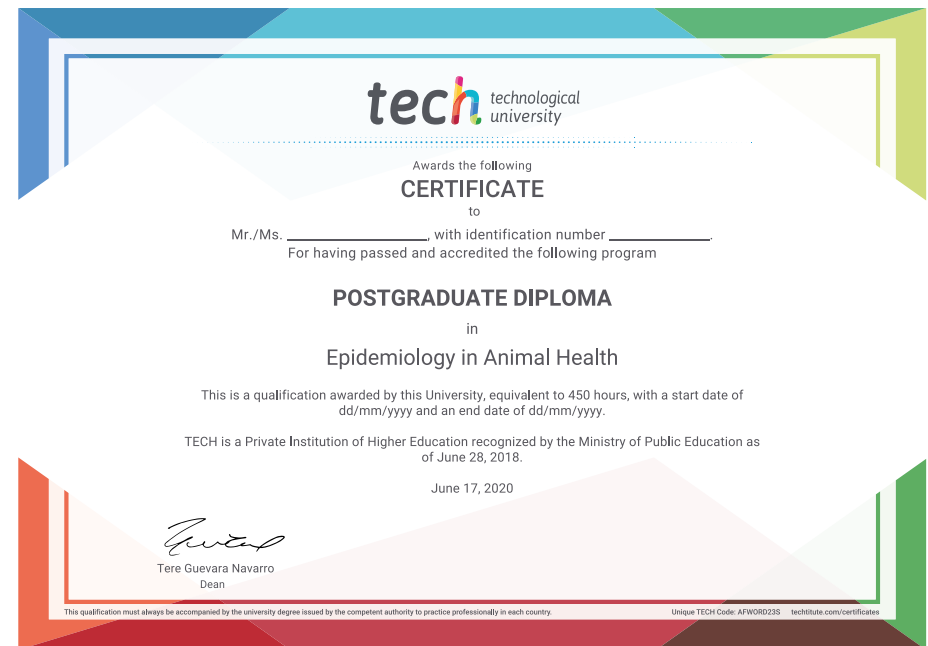 tech technological
university
Awards the following
CERTIFICATE
to
Mr./Ms. ____________________, with identification number ______________.
For having passed and accredited the following program
POSTGRADUATE DIPLOMA
in
Epidemiology in Animal Health
This is a qualification awarded by this University, equivalent to 450 hours, with a start date of
dd/mm/yyyy and an end date of dd/mm/yyyy.
TECH is a Private Institution of Higher Education recognized by the Ministry of Public Education as
of June 28, 2018.
June 17, 2020
Tere Guevara Navarro
Dean
This qualification must always be accompanied by the university degree issued by the competent authority to practice professionally in each country. Unique TECH Code: AFWORD23S techtitute.com/certificates